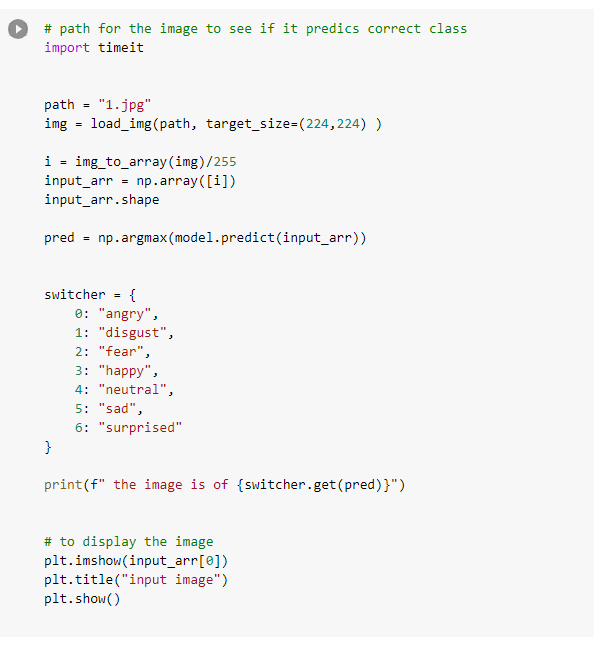 # path for the image to see if it predics correct class
import timeit
path = "1.jpg"
img = load_img(path, target_size=(224,224) )
i = img_to_array(img)/255
input_arr = np.array([i])
input_arr.shape
pred = np.argmax(model.predict(input_arr))
switcher = {
    0: "angry",
    1: "disgust",
    2: "fear",
    3: "happy",
    4: "neutral",
    5: "sad",
    6: "surprised"
}
print(f" the image is of {switcher.get(pred)}")
# to display the image
plt.imshow(input_arr[0])
plt.title("input image")
plt.show()